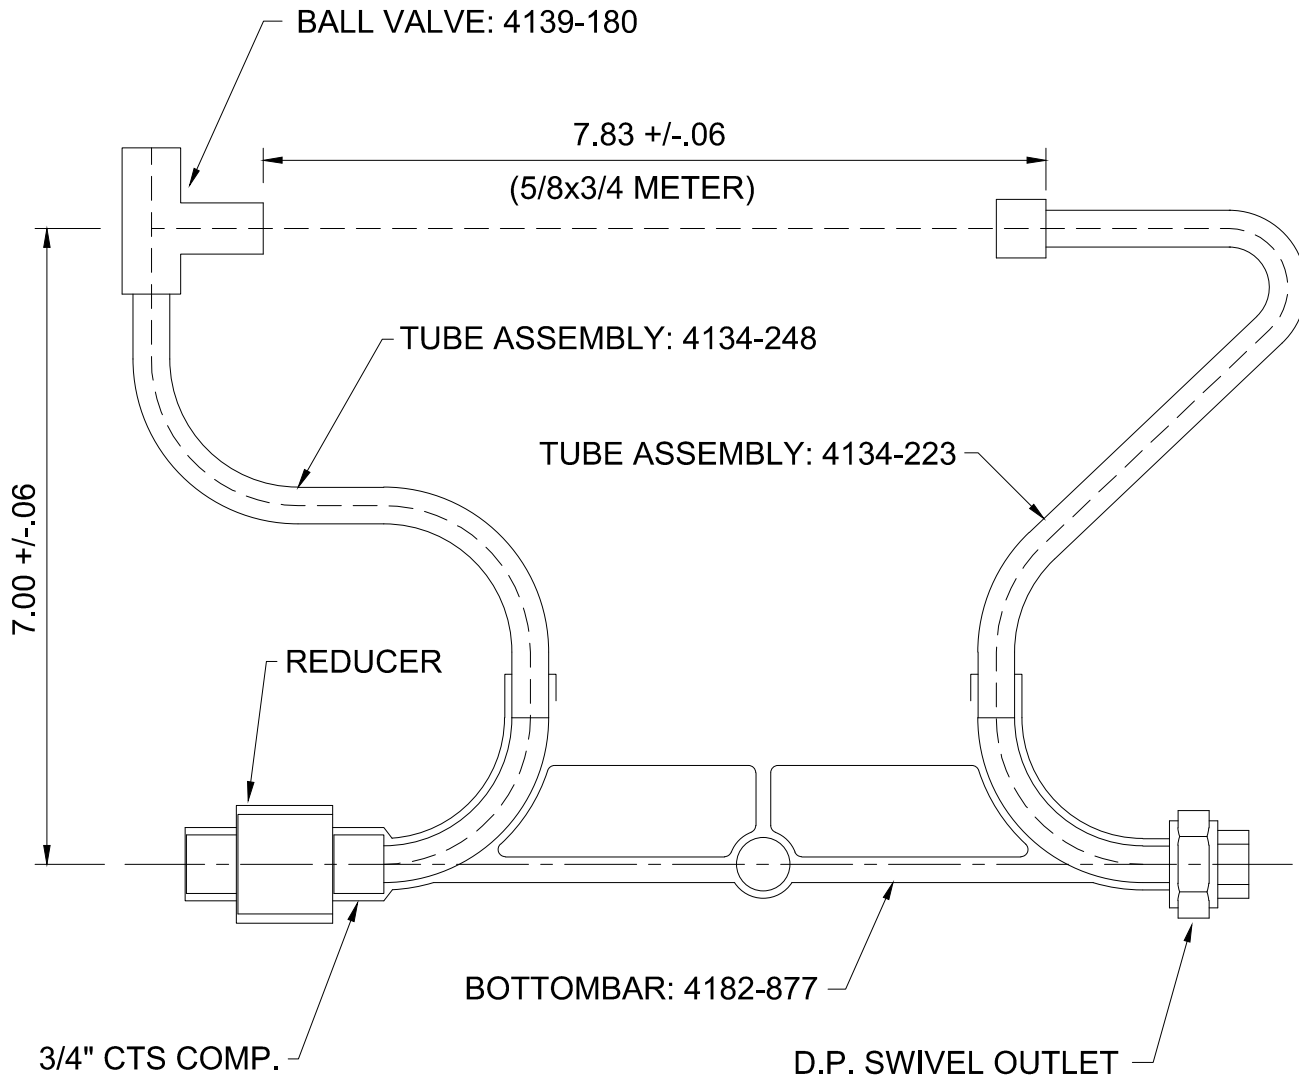 BALL VALVE: 4139-180
7.83 +/-.06
(5/8x3/4 METER)
TUBE ASSEMBLY: 4134-248
TUBE ASSEMBLY: 4134-223
7.00 +/-.06
REDUCER
BOTTOMBAR: 4182-877
3/4" CTS COMP.
D.P. SWIVEL OUTLET